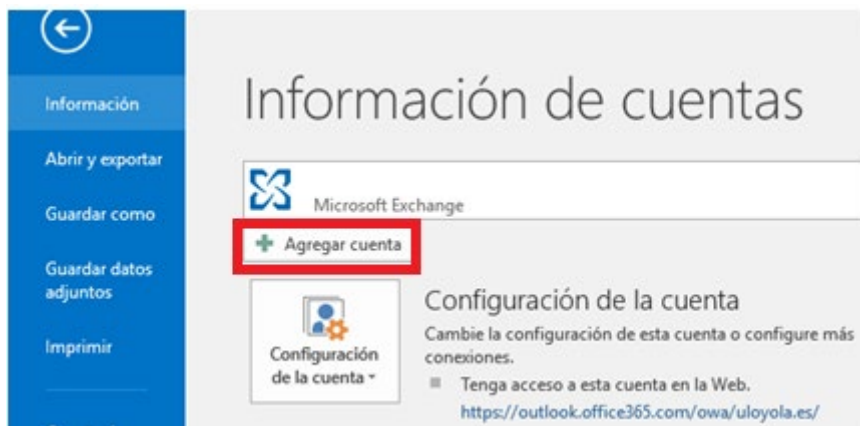 Información
Abrir y exportar
Guardar como
Guardar datos
adjuntos
Imprimir
Información de cuentas
Microsoft Exchange
Agregar cuenta
Configuración
de la cuenta
Configuración de la cuenta
Cambie la configuración de esta cuenta o configure más
conexiones.
Tenga acceso a esta cuenta en la Web.
https://outlook.office365.com/owa/uloyola.es/